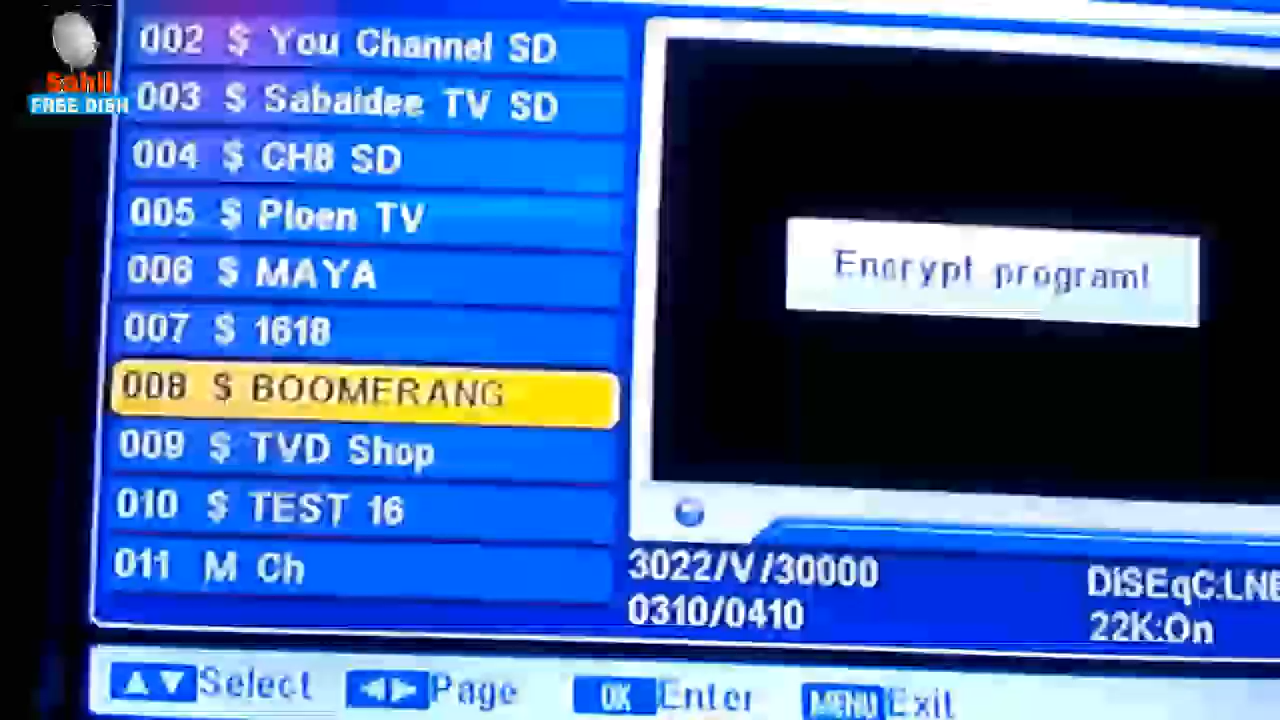 Sahil
FREE DISH
002 $ You Channel SD
003 $ Sabaidee TV SD
004 $ CH8 SD
005 $ Ploen TV
006 $ MAYA
007 $ 1618
008 $ BOOMERANG
009 $ TVD Shop
010 $ TEST 16
011 M Ch
Encrypt program!
3022/V/30000
0310/0410
DiSEqC:LNB
22K:On
Select
Page
OK Enter
MENU Exit